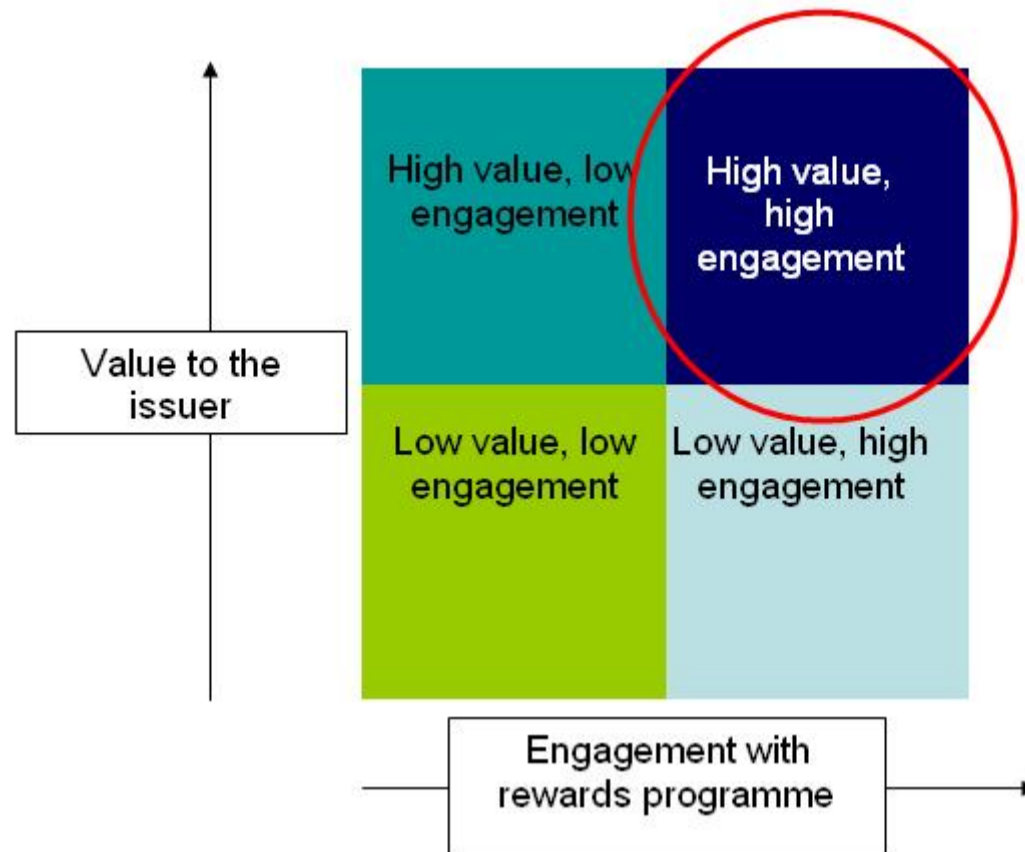 High value, low
engagement
High value,
high
engagement
Value to the
issuer
Low value, low
engagement
Low value, high
engagement
Engagement with
rewards programme